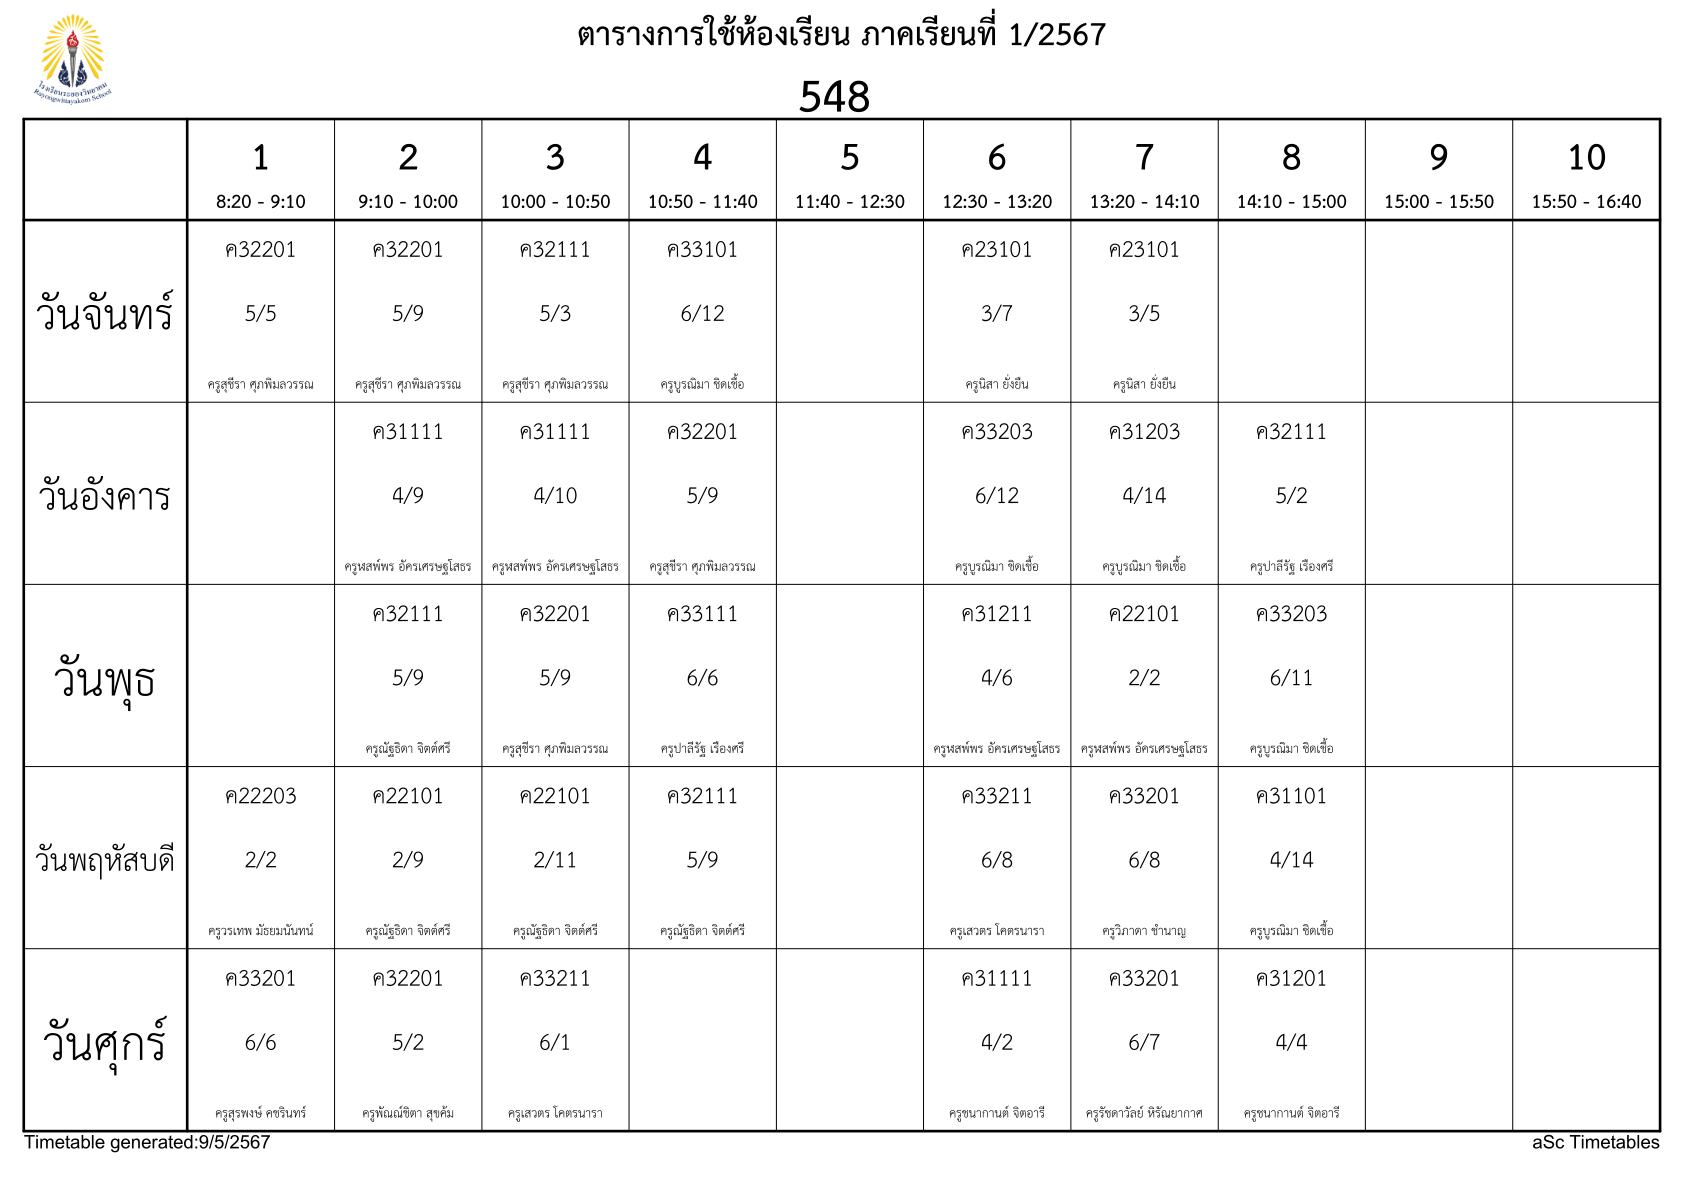 ตารางการใช้ห้องเรียน ภาคเรียนที่ 1/2567
โรงเรียนระยองวิทยาคม
Rayongwittayakom School
548
1 2 3 4 5 6 7 8 9 10
8:20 - 9:10 9:10 - 10:00 10:00 - 10:50 10:50 - 11:40 11:40 - 12:30 12:30 - 13:20 13:20 - 14:10 14:10 - 15:00 15:00 - 15:50 15:50 - 16:40
วันจันทร์
ค32201 ค32201 ค32111 ค33101 ค23101 ค23101
5/5 5/9 5/3 6/12 3/7 3/5
ครูสุชีรา ศุภพิมลวรรณ ครูสุชีรา ศุภพิมลวรรณ ครูสุชีรา ศุภพิมลวรรณ ครูบูรณิมา ชิดเชื้อ ครูนิสา ยั่งยืน ครูนิสา ยั่งยืน
วันอังคาร
ค31111 ค31111 ค32201 ค33203 ค31203 ค32111
4/9 4/10 5/9 6/12 4/14 5/2
ครูพัสพ์พร อัครเศรษฐโสธร ครูพัสพ์พร อัครเศรษฐโสธร ครูสุชีรา ศุภพิมลวรรณ ครูบูรณิมา ชิดเชื้อ ครูบูรณิมา ชิดเชื้อ ครูปาลีรัฐ เรืองศรี
วันพุธ
ค32111 ค32201 ค33111 ค31211 ค22101 ค33203
5/9 5/9 6/6 4/6 2/2 6/11
ครูณัฐธิดา จิตต์ศรี ครูสุชีรา ศุภพิมลวรรณ ครูปาลีรัฐ เรืองศรี ครูพัสพ์พร อัครเศรษฐโสธร ครูพัสพ์พร อัครเศรษฐโสธร ครูบูรณิมา ชิดเชื้อ
วันพฤหัสบดี
ค22203 ค22101 ค22101 ค32111 ค33211 ค33201 ค31101
2/2 2/9 2/11 5/9 6/8 6/8 4/14
ครูวรเทพ มัธยมนันทน์ ครูณัฐธิดา จิตต์ศรี ครูณัฐธิดา จิตต์ศรี ครูณัฐธิดา จิตต์ศรี ครูเสวตร โคตรนารา ครูวิภาดา ชำนาญ ครูบูรณิมา ชิดเชื้อ
วันศุกร์
ค33201 ค32201 ค33211 ค31111 ค33201 ค31201
6/6 5/2 6/1 4/2 6/7 4/4
ครูสุรพงษ์ คชรินทร์ ครูพัณณ์ชิตา สุขค้ม ครูเสวตร โคตรนารา ครูชนากานต์ จิตอารี ครูรัชดาวัลย์ หิรัณยากาศ ครูชนากานต์ จิตอารี
Timetable generated:9/5/2567 aSc Timetables